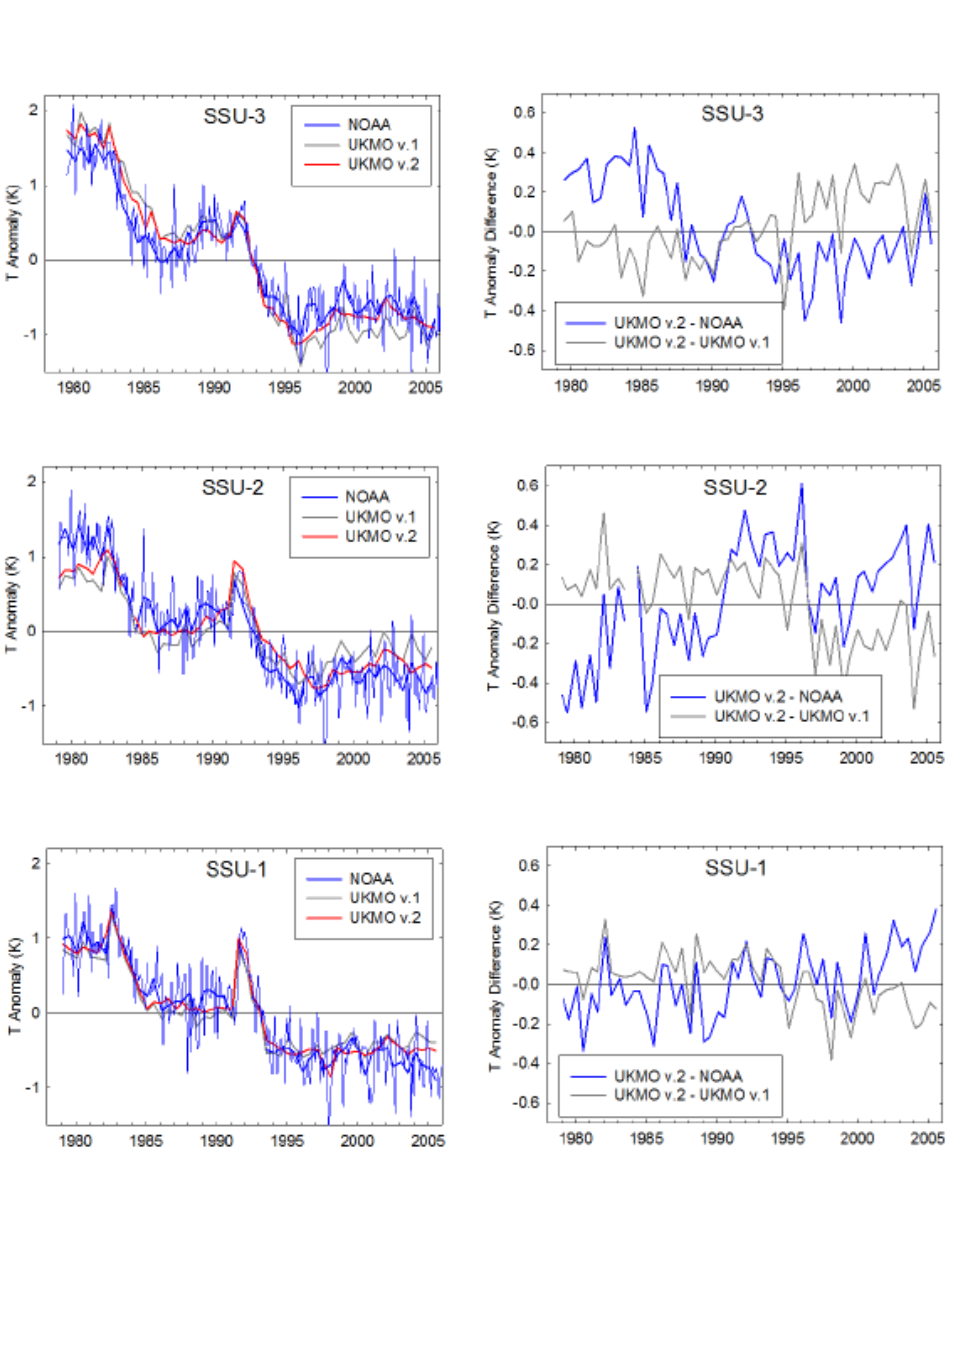 SSU-3
NOAA
UKMO v.1
UKMO v.2
T Anomaly (K)
2
1
0
-1
1980 1985 1990 1995 2000 2005
SSU-3
T Anomaly Difference (K)
0.6
0.4
0.2
-0.0
-0.2
-0.4
-0.6
UKMO v.2 - NOAA
UKMO v.2 - UKMO v.1
1980 1985 1990 1995 2000 2005
SSU-2
NOAA
UKMO v.1
UKMO v.2
T Anomaly (K)
2
1
0
-1
1980 1985 1990 1995 2000 2005
SSU-2
T Anomaly Difference (K)
0.6
0.4
0.2
-0.0
-0.2
-0.4
-0.6
UKMO v.2 - NOAA
UKMO v.2 - UKMO v.1
1980 1985 1990 1995 2000 2005
SSU-1
NOAA
UKMO v.1
UKMO v.2
T Anomaly (K)
2
1
0
-1
1980 1985 1990 1995 2000 2005
SSU-1
T Anomaly Difference (K)
0.6
0.4
0.2
-0.0
-0.2
-0.4
-0.6
UKMO v.2 - NOAA
UKMO v.2 - UKMO v.1
1980 1985 1990 1995 2000 2005